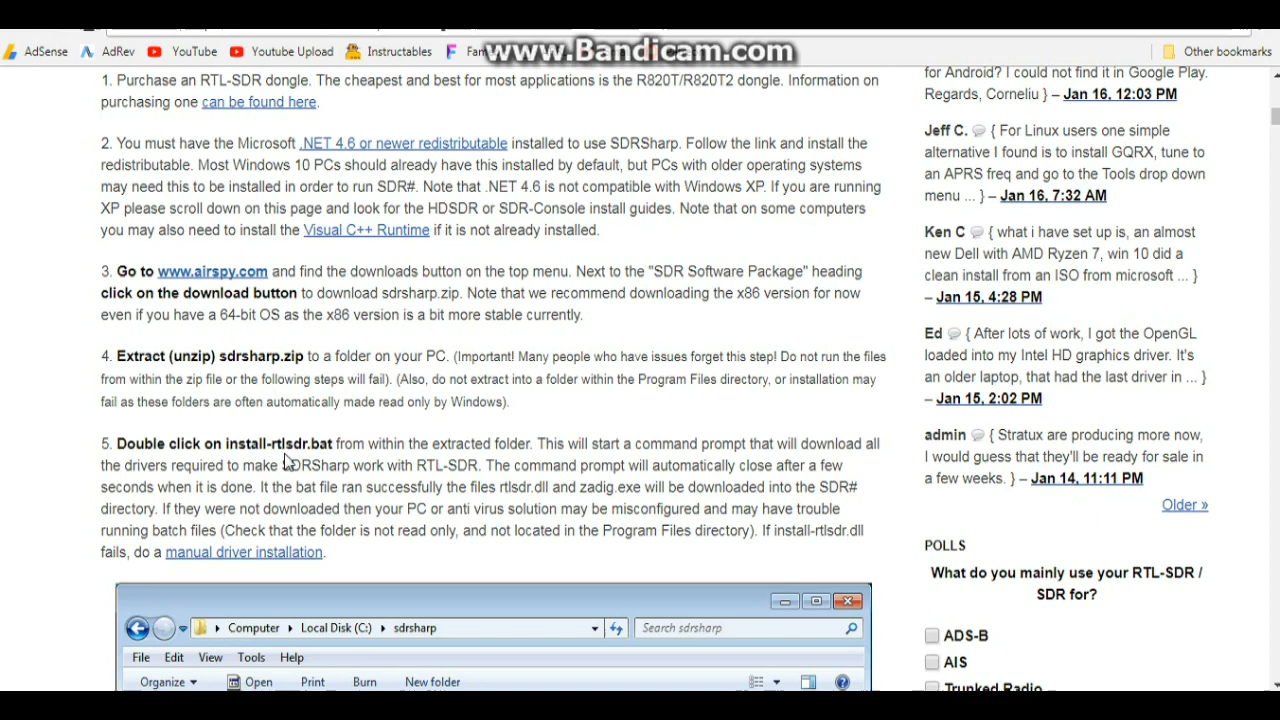 AdSense
AdRev
YouTube
Youtube Upload
Instructables
Fan
www.Bandicam.com
Other bookmarks
1. Purchase an RTL-SDR dongle. The cheapest and best for most applications is the R820T/R820T2 dongle. Information on
purchasing one can be found here.
2. You must have the Microsoft .NET 4.6 or newer redistributable installed to use SDRSharp. Follow the link and install the
redistributable. Most Windows 10 PCs should already have this installed by default, but PCs with older operating systems
may need this to be installed in order to run SDR#. Note that .NET 4.6 is not compatible with Windows XP. If you are running
XP please scroll down on this page and look for the HDSDR or SDR-Console install guides. Note that on some computers
you may also need to install the Visual C++ Runtime if it is not already installed.
3. Go to www.airspy.com and find the downloads button on the top menu. Next to the "SDR Software Package" heading
click on the download button to download sdrsharp.zip. Note that we recommend downloading the x86 version for now
even if you have a 64-bit OS as the x86 version is a bit more stable currently.
4. Extract (unzip) sdrsharp.zip to a folder on your PC. (Important! Many people who have issues forget this step! Do not run the files
from within the zip file or the following steps will fail). (Also, do not extract into a folder within the Program Files directory, or installation may
fail as these folders are often automatically made read only by Windows).
5. Double click on install-rtlsdr.bat from within the extracted folder. This will start a command prompt that will download all
the drivers required to make SDRSharp work with RTL-SDR. The command prompt will automatically close after a few
seconds when it is done. It the bat file ran successfully the files rtlsdr.dll and zadig.exe will be downloaded into the SDR#
directory. If they were not downloaded then your PC or anti virus solution may be misconfigured and may have trouble
running batch files (Check that the folder is not read only, and not located in the Program Files directory). If install-rtlsdr.dll
fails, do a manual driver installation.
Computer
Local Disk (C:)
sdrsharp
Search sdrsharp
File Edit View Tools Help
Organize Open Print Burn New folder
for Android? I could not find it in Google Play.
Regards, Corneliu } – Jan 16, 12:03 PM
Jeff C. { For Linux users one simple
alternative I found is to install GQRX, tune to
an APRS freq and go to the Tools drop down
menu ... } – Jan 16, 7:32 AM
Ken C { what i have set up is, an almost
new Dell with AMD Ryzen 7, win 10 did a
clean install from an ISO from microsoft ... }
– Jan 15, 4:28 PM
Ed { After lots of work, I got the OpenGL
loaded into my Intel HD graphics driver. It's
an older laptop, that had the last driver in ... }
– Jan 15, 2:02 PM
admin { Stratux are producing more now,
I would guess that they'll be ready for sale in
a few weeks. } – Jan 14, 11:11 PM
Older »
POLLS
What do you mainly use your RTL-SDR /
SDR for?
ADS-B
AIS
Trunked Radio